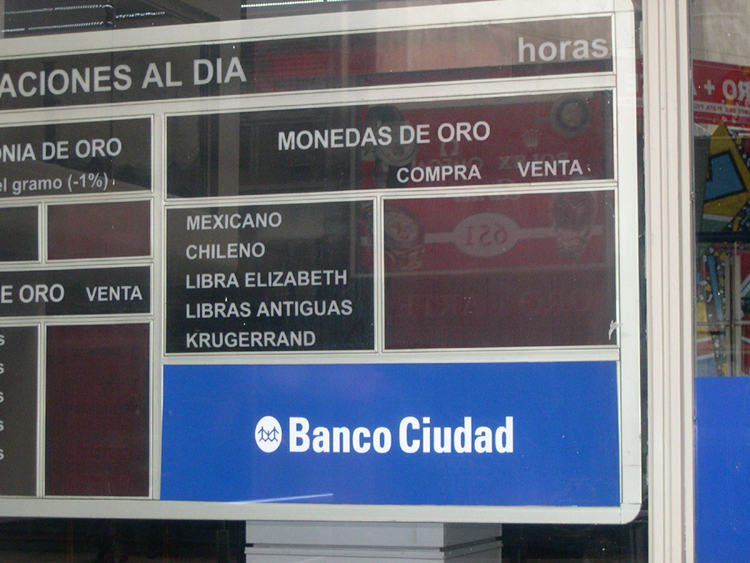 ACIONES AL DIA
horas
NIA DE ORO
el gramo (-1%)
MONEDAS DE ORO
COMPRA VENTA
MEXICANO
CHILENO
LIBRA ELIZABETH
LIBRAS ANTIGUAS
KRUGERRAND
E ORO VENTA
S
S
S
S
S
Banco Ciudad